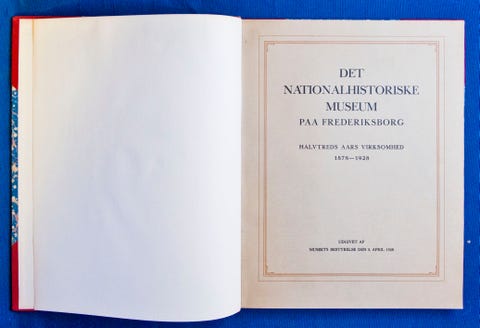 DET
NATIONALHISTORISKE
MUSEUM
PAA FREDERIKSBORG
HALVTREDS AARS VIRKSOMHED
1878—1928
UDGIVET AF
MUSEETS BESTYRELSE DEN 5. APRIL 1928